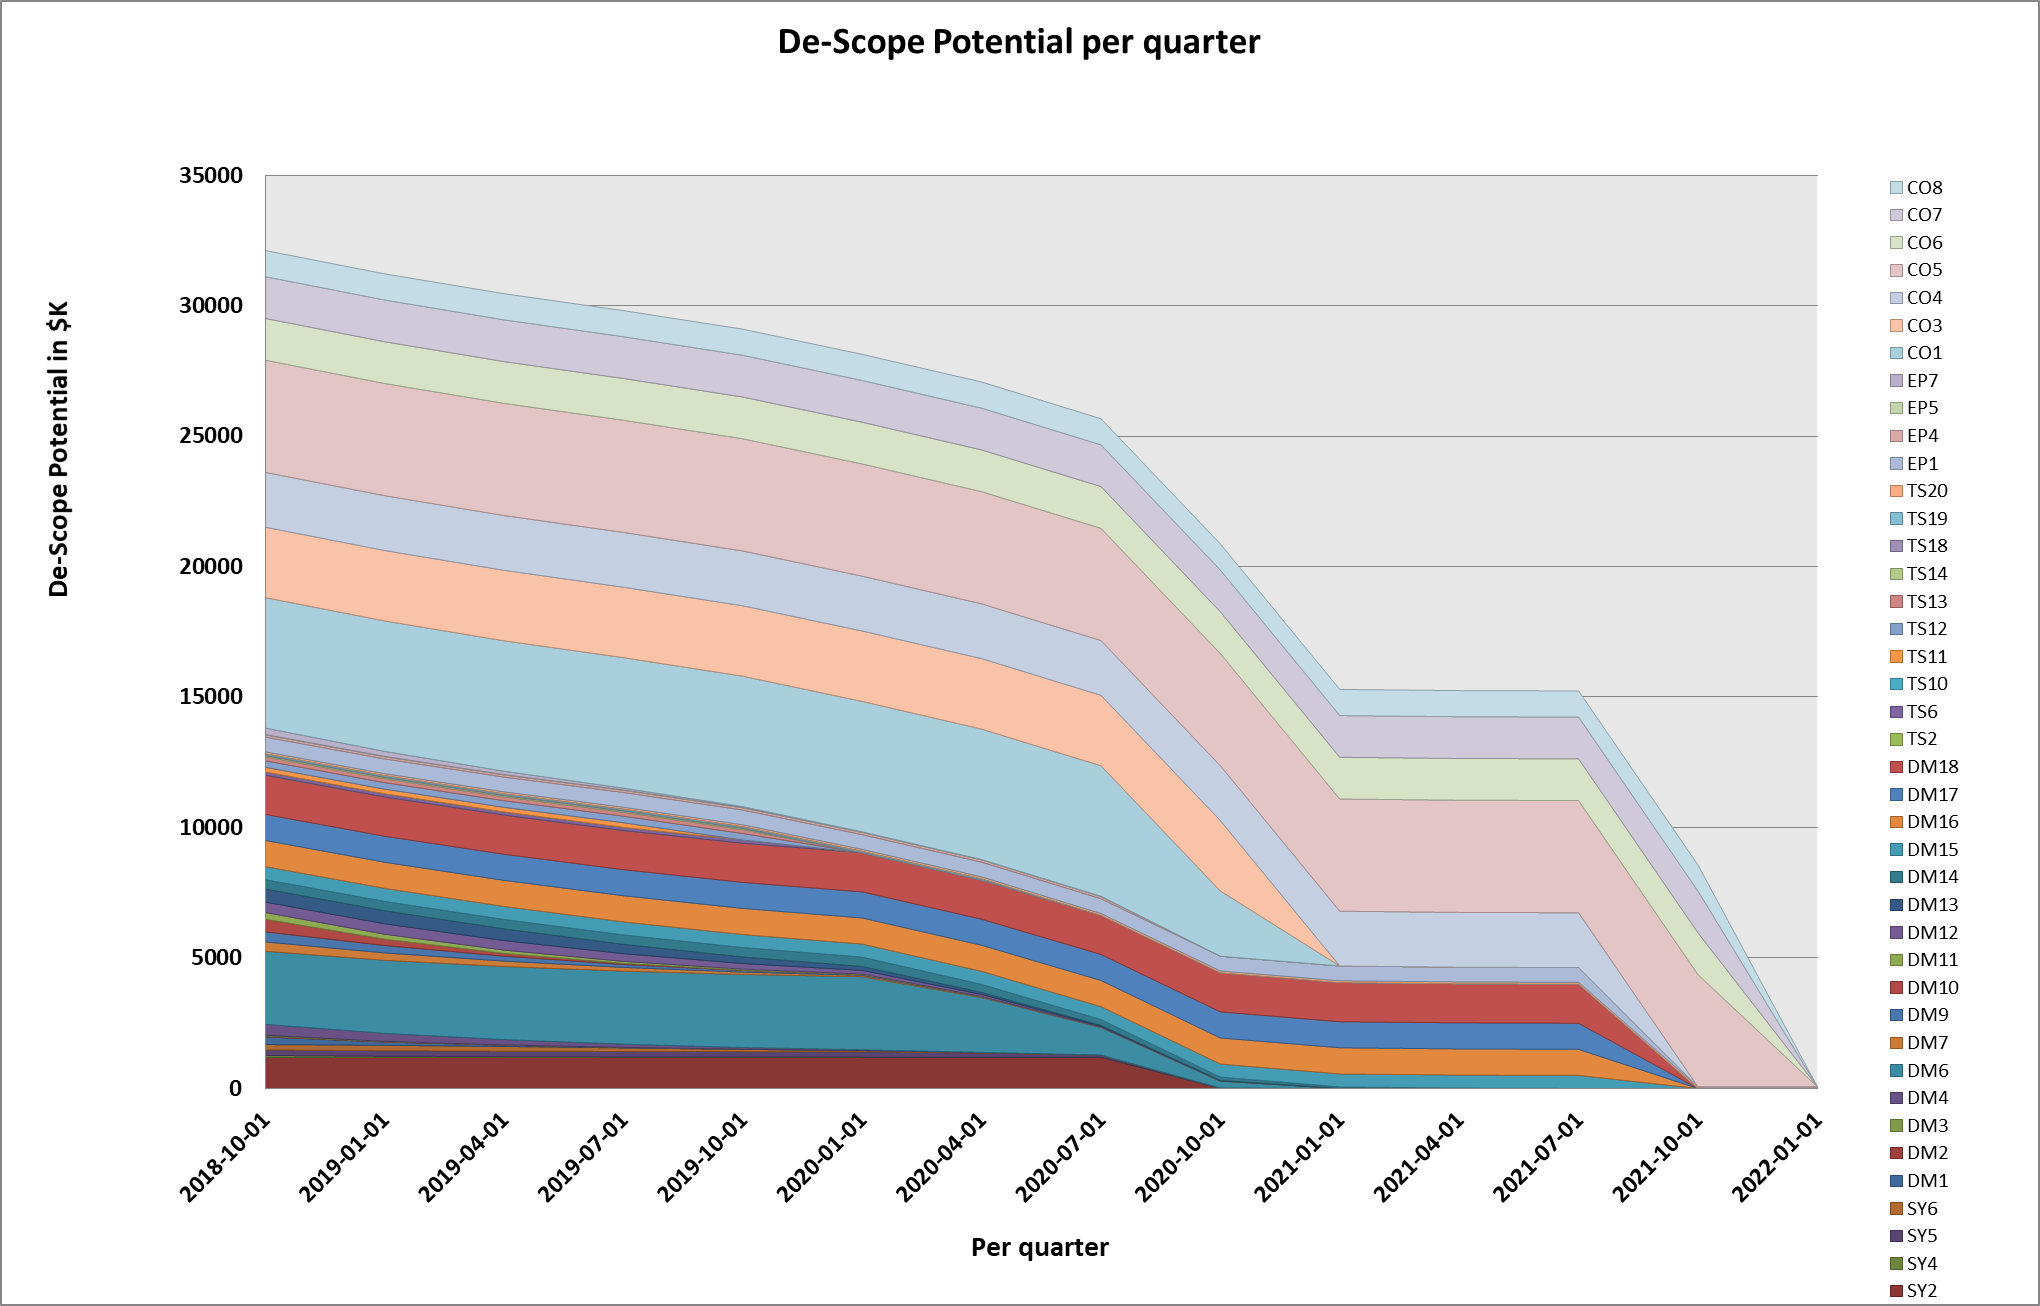 De-Scope Potential per quarter
De-Scope Potential in $K
35000
30000
25000
20000
15000
10000
5000
0
2018-10-01
2019-01-01
2019-04-01
2019-07-01
2019-10-01
2020-01-01
2020-04-01
2020-07-01
2020-10-01
2021-01-01
2021-04-01
2021-07-01
2021-10-01
2022-01-01
Per quarter
CO8
CO7
CO6
CO5
CO4
CO3
CO1
EP7
EP5
EP4
EP1
TS20
TS19
TS18
TS14
TS13
TS12
TS11
TS10
TS6
TS2
DM18
DM17
DM16
DM15
DM14
DM13
DM12
DM11
DM10
DM9
DM7
DM6
DM4
DM3
DM2
DM1
SY6
SY5
SY4
SY2